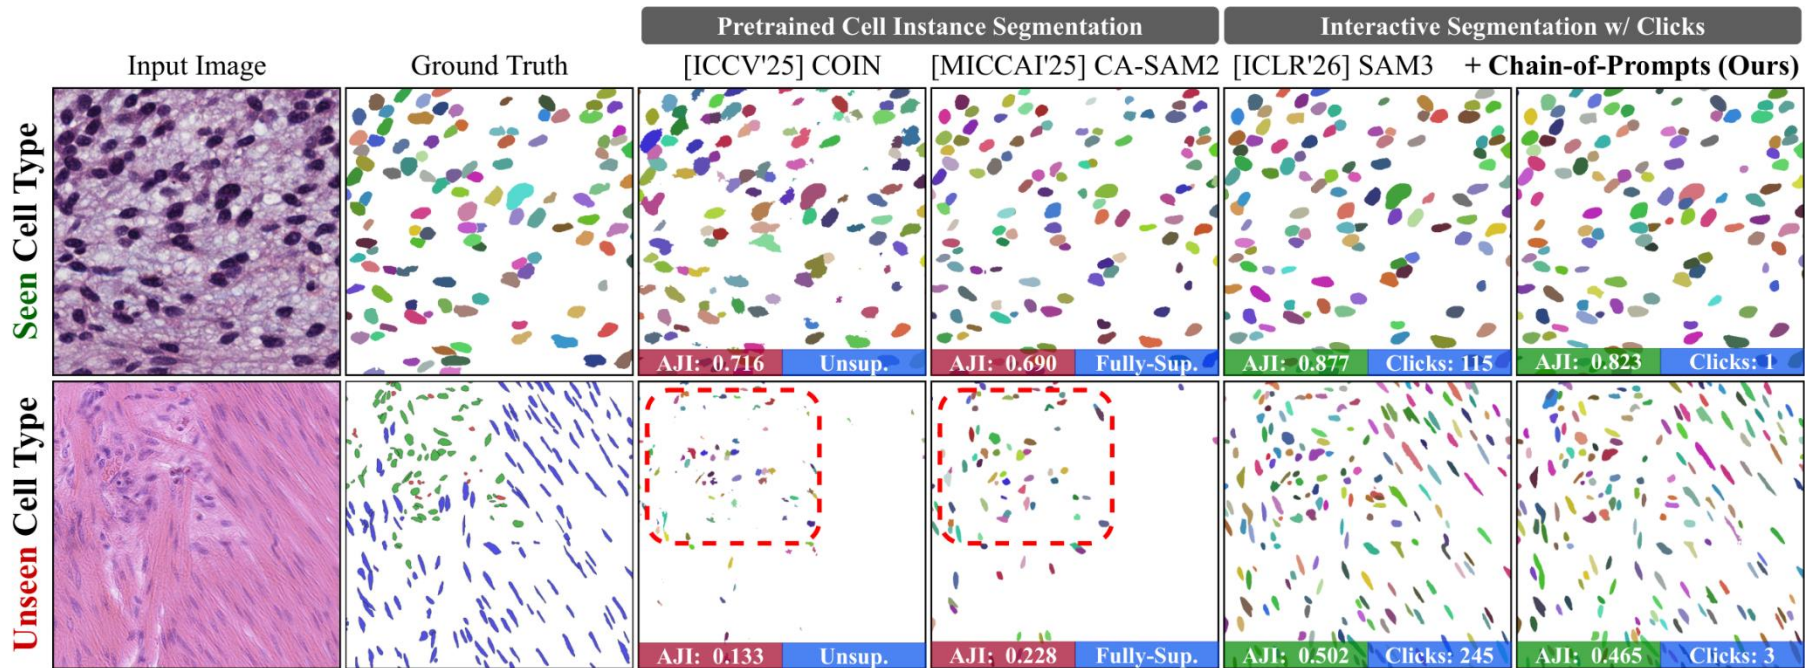 Pretrained Cell Instance Segmentation
Interactive Segmentation w/ Clicks
Input Image
Ground Truth
[ICCV'25] COIN
[MICCAI'25] CA-SAM2
[ICLR'26] SAM3
+ Chain-of-Prompts (Ours)
Seen Cell Type
AJI: 0.716
Unsup.
AJI: 0.690
Fully-Sup.
AJI: 0.877
Clicks: 115
AJI: 0.823
Clicks: 1
Unseen Cell Type
AJI: 0.133
Unsup.
AJI: 0.228
Fully-Sup.
AJI: 0.502
Clicks: 245
AJI: 0.465
Clicks: 3